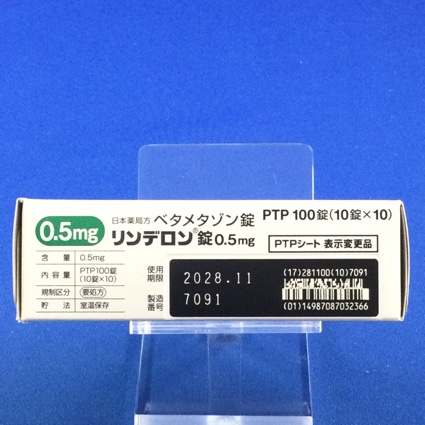 0.5mg
日本薬局方 ベタメタゾン錠
リンデロン®錠0.5mg
PTP 100錠(10錠×10)
PTPシート 表示変更品
含量 0.5mg
内容量 PTP100錠
(10錠×10)
規制区分 要処方
貯法 室温保存
使用
期限 2028.11
製造
番号 7091
(17)281100(10)7091
(01)14987087032366